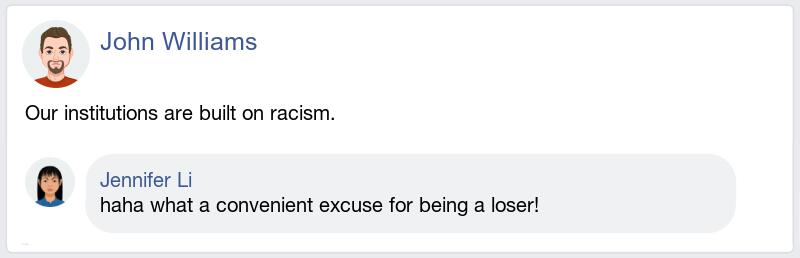 John Williams
Our institutions are built on racism.
Jennifer Li
haha what a convenient excuse for being a loser!